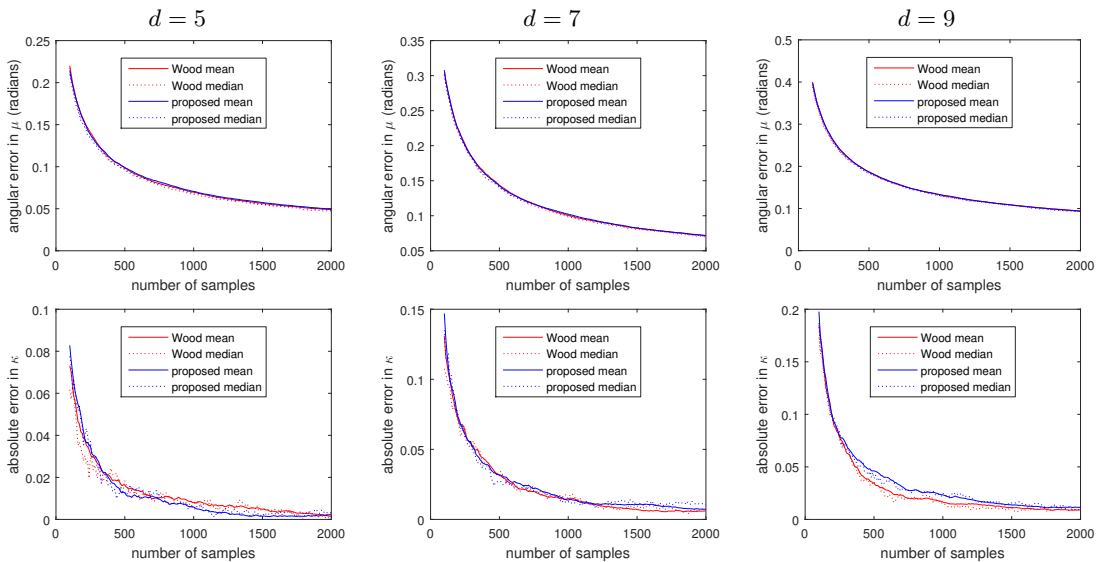 d = 5
d = 7
d = 9
0.25
0.2
0.15
0.1
0.05
0
angular error in μ (radians)
Wood mean
Wood median
proposed mean
proposed median
0 500 1000 1500 2000
number of samples
0.35
0.3
0.25
0.2
0.15
0.1
0.05
angular error in μ (radians)
Wood mean
Wood median
proposed mean
proposed median
0 500 1000 1500 2000
number of samples
0.5
0.4
0.3
0.2
0.1
0
angular error in μ (radians)
Wood mean
Wood median
proposed mean
proposed median
0 500 1000 1500 2000
number of samples
0.1
0.08
0.06
0.04
0.02
0
absolute error in κ
Wood mean
Wood median
proposed mean
proposed median
0 500 1000 1500 2000
number of samples
0.15
0.1
0.05
0
absolute error in κ
Wood mean
Wood median
proposed mean
proposed median
0 500 1000 1500 2000
number of samples
0.2
0.15
0.1
0.05
0
absolute error in κ
Wood mean
Wood median
proposed mean
proposed median
0 500 1000 1500 2000
number of samples